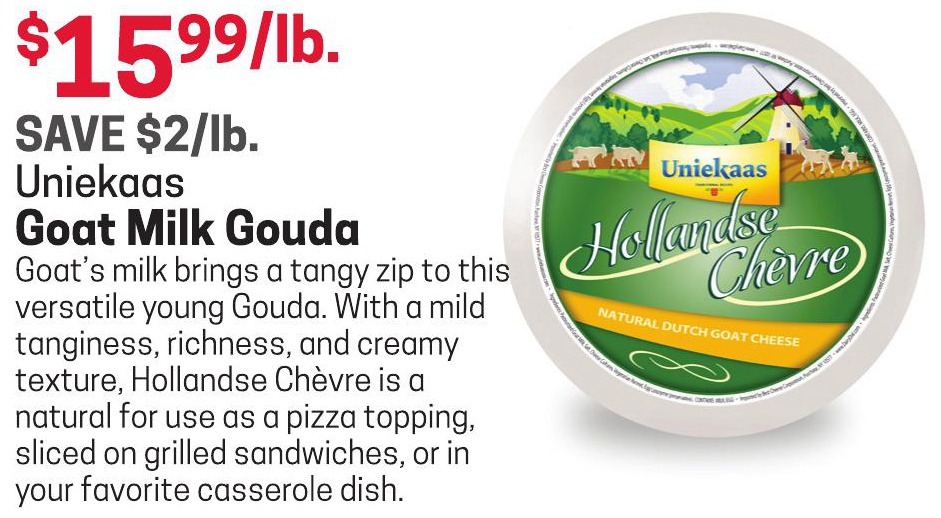 $15.99/lb.
SAVE $2/lb.
Uniekaas
Goat Milk Gouda
Goat's milk brings a tangy zip to this
versatile young Gouda. With a mild
tanginess, richness, and creamy
texture, Hollandse Chèvre is a
natural for use as a pizza topping,
sliced on grilled sandwiches, or in
your favorite casserole dish.
Uniekaas
Hollandse
Chèvre
NATURAL DUTCH GOAT CHEESE